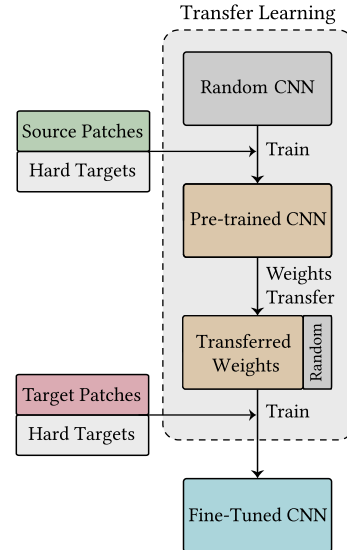 Transfer Learning
Random CNN
Source Patches
Hard Targets
Train
Pre-trained CNN
Weights
Transfer
Transferred
Weights
Random
Target Patches
Hard Targets
Train
Fine-Tuned CNN